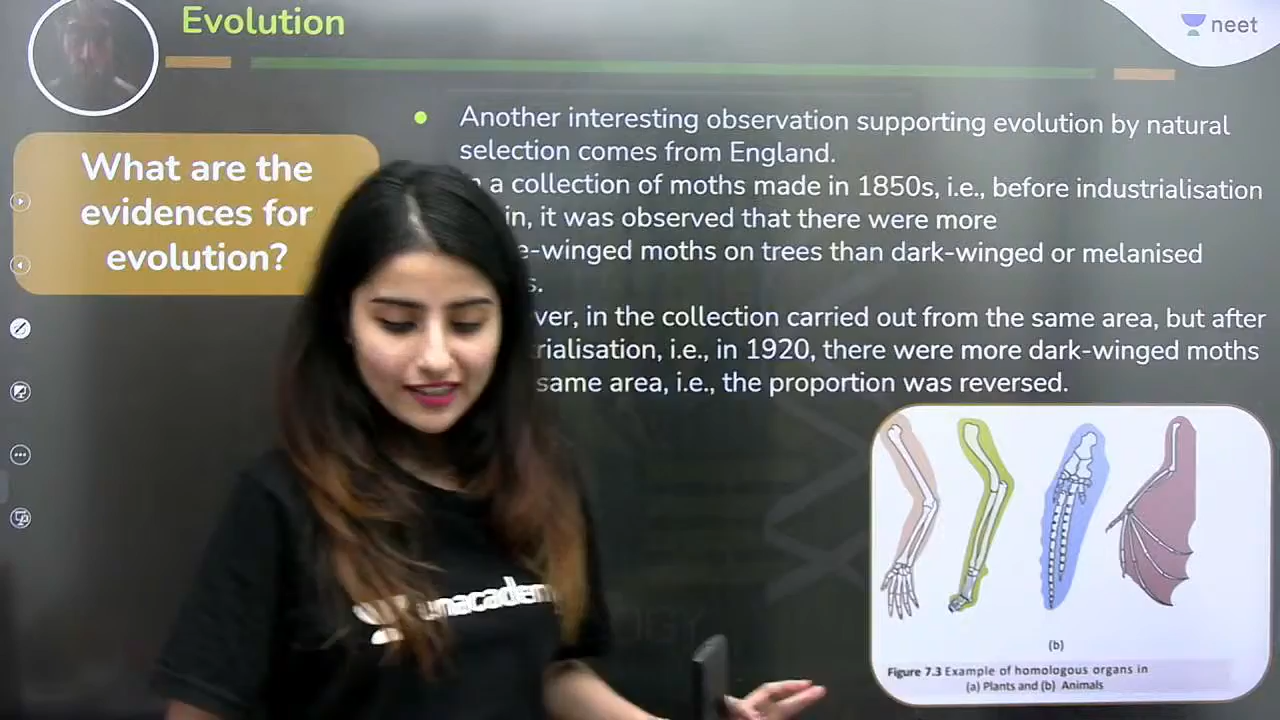 Evolution
neet
What are the
evidences for
evolution?
Another interesting observation supporting evolution by natural
selection comes from England.
a collection of moths made in 1850s, i.e., before industrialisation
in, it was observed that there were more
-winged moths on trees than dark-winged or melanised
s.
ver, in the collection carried out from the same area, but after
rialisation, i.e., in 1920, there were more dark-winged moths
same area, i.e., the proportion was reversed.
unacadem
(b)
Figure 7.3 Example of homologous organs in
(a) Plants and (b) Animals